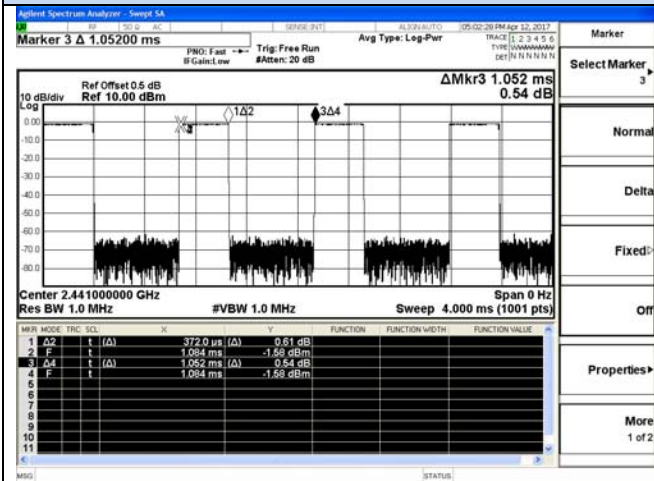 Agilent Spectrum Analyzer - Swept SA
RF 50 Ω AC SENSE:INT ALIGN AUTO 05:02:28 PM Apr 12, 2017
Marker 3 Δ 1.05200 ms
PNO: Fast
IFGain:Low
Trig: Free Run
#Atten: 20 dB
Avg Type: Log-Pwr
TRACE 1 2 3 4 5 6
TYPE WWWWWW
DET N N N N N N
Ref Offset 0.5 dB
10 dB/div Ref 10.00 dBm
ΔMkr3 1.052 ms
0.54 dB
Log
1Δ2
3Δ4
0.00
-10.0
-20.0
-30.0
-40.0
-50.0
-60.0
-70.0
-80.0
Center 2.441000000 GHz Span 0 Hz
Res BW 1.0 MHz #VBW 1.0 MHz Sweep 4.000 ms (1001 pts)
MKR MODE TRC SCL X Y FUNCTION FUNCTION WIDTH FUNCTION VALUE
1 Δ2 t (Δ) 372.0 µs (Δ) 0.61 dB
2 F t 1.084 ms -1.58 dBm
3 Δ4 t (Δ) 1.052 ms (Δ) 0.54 dB
4 F t 1.084 ms -1.58 dBm
5
6
7
8
9
10
11
MSG STATUS
Marker
Select Marker
3
Normal
Delta
Fixed
Off
Properties
More
1 of 2